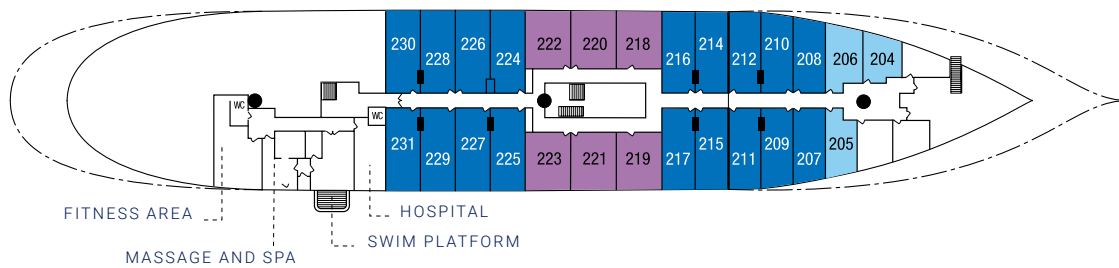 230 228 226 224 222 220 218 216 214 212 210 208 206 204
WC
WC
231 229 227 225 223 221 219 217 215 211 209 207 205
FITNESS AREA
HOSPITAL
SWIM PLATFORM
MASSAGE AND SPA